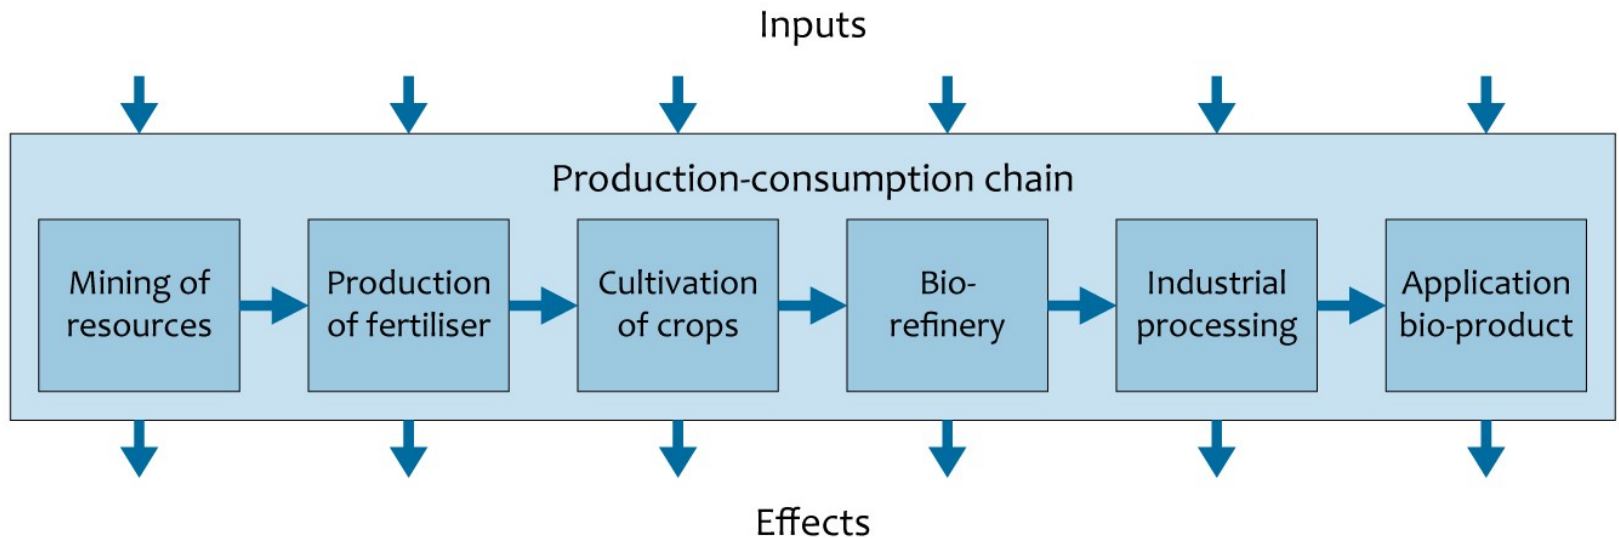 Inputs
Production-consumption chain
Mining of
resources
Production
of fertiliser
Cultivation
of crops
Bio-
refinery
Industrial
processing
Application
bio-product
Effects